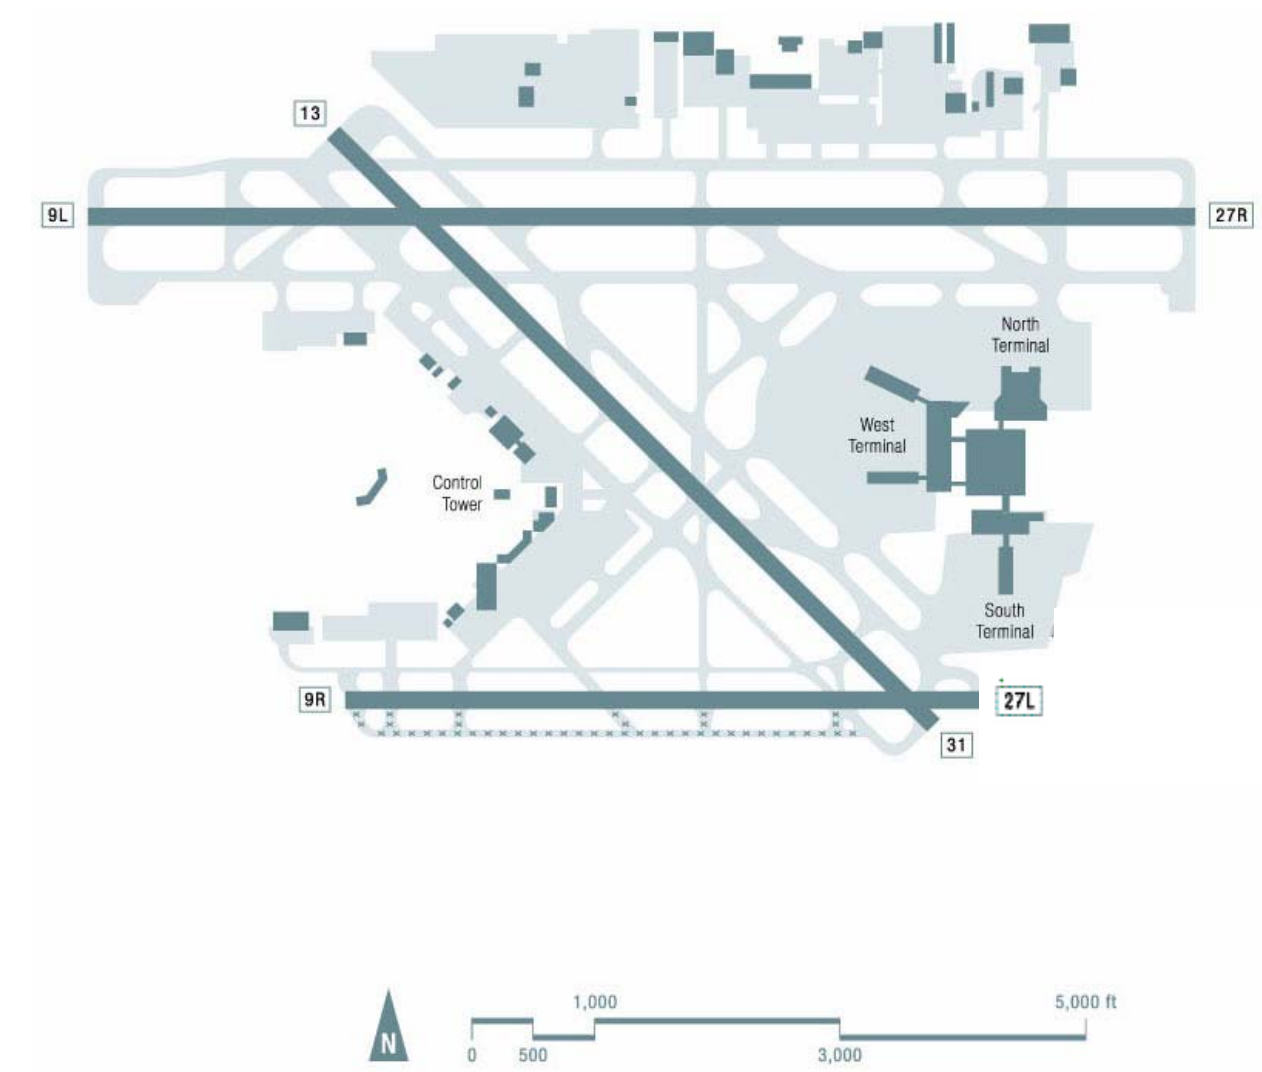 13
9L
27R
North
Terminal
West
Terminal
Control
Tower
South
Terminal
9R
27L
31
N
1,000
5,000 ft
0
500
3,000